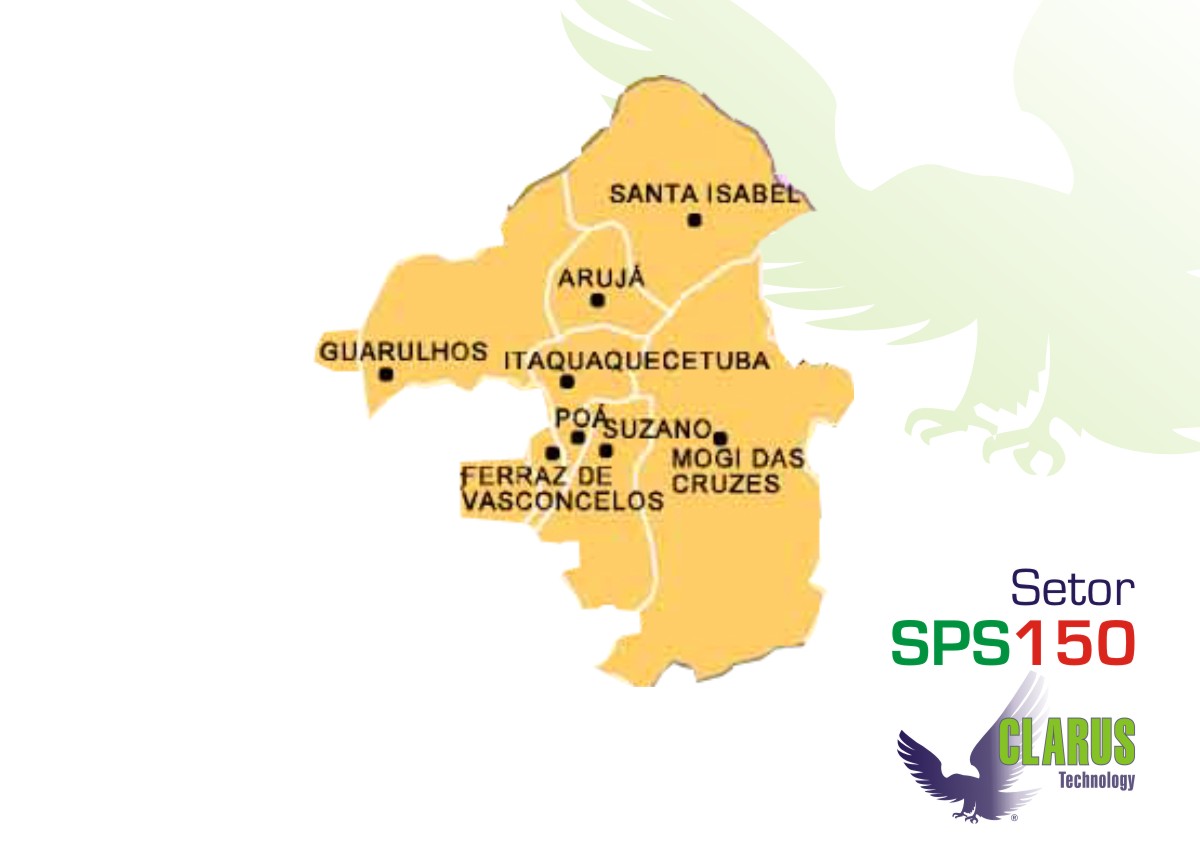 SANTA ISABEL
ARUJÁ
GUARULHOS
ITAQUAQUECETUBA
POÁ
SUZANO
FERRAZ DE
VASCONCELOS
MOGI DAS
CRUZES
Setor
SPS150
CLARUS
Technology
®